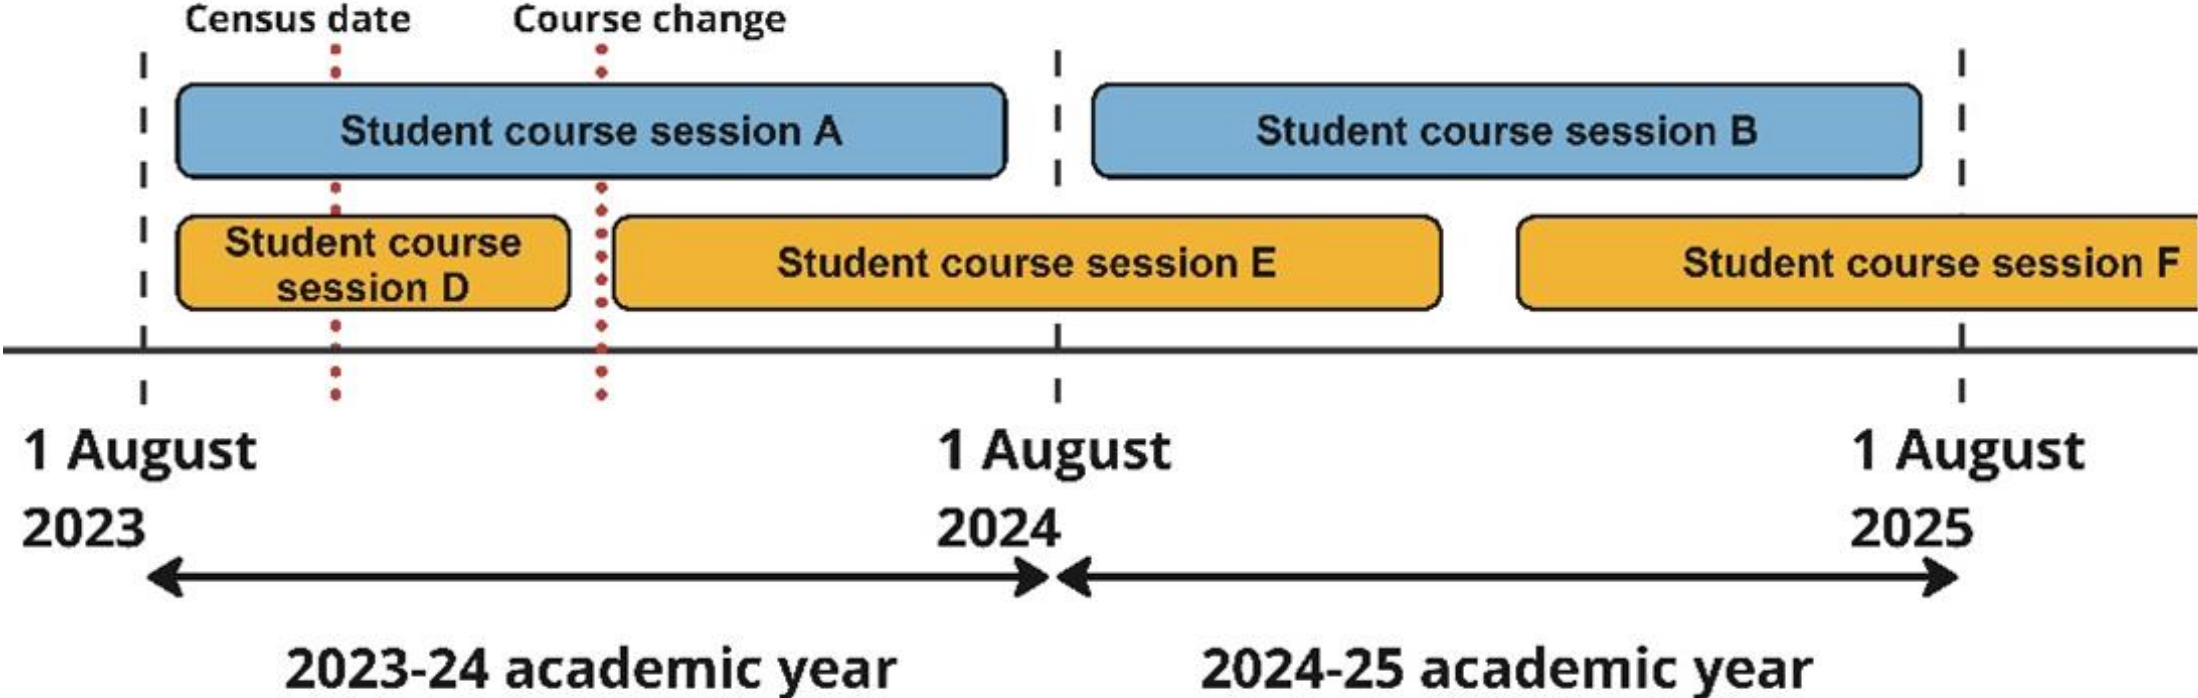 Census date
Course change
Student course session A
Student course session B
Student course
session D
Student course session E
Student course session F
1 August
2023
1 August
2024
1 August
2025
2023-24 academic year
2024-25 academic year